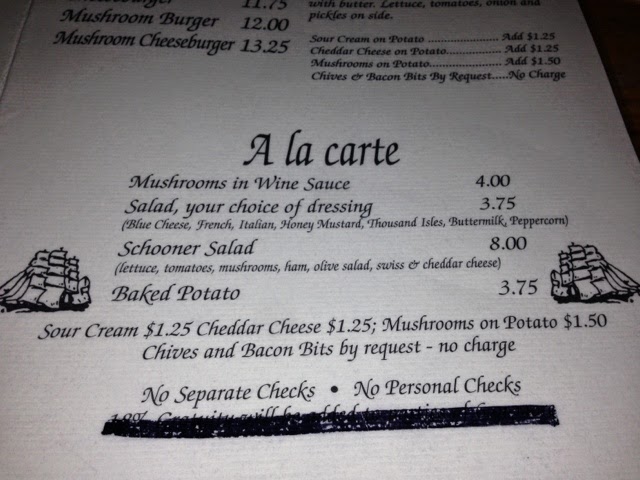 11.75
Mushroom Burger 12.00
Mushroom Cheeseburger 13.25
with butter. Lettuce, tomatoes, onion and
pickles on side.
Sour Cream on Potato........................ Add $1.25
Cheddar Cheese on Potato.................. Add $1.25
Mushrooms on Potato...................... Add $1.50
Chives & Bacon Bits By Request.....No Charge
A la carte
Mushrooms in Wine Sauce 4.00
Salad, your choice of dressing 3.75
(Blue Cheese, French, Italian, Honey Mustard, Thousand Isles, Buttermilk, Peppercorn)
Schooner Salad 8.00
(lettuce, tomatoes, mushrooms, ham, olive salad, swiss & cheddar cheese)
Baked Potato 3.75
Sour Cream $1.25 Cheddar Cheese $1.25; Mushrooms on Potato $1.50
Chives and Bacon Bits by request - no charge
No Separate Checks • No Personal Checks